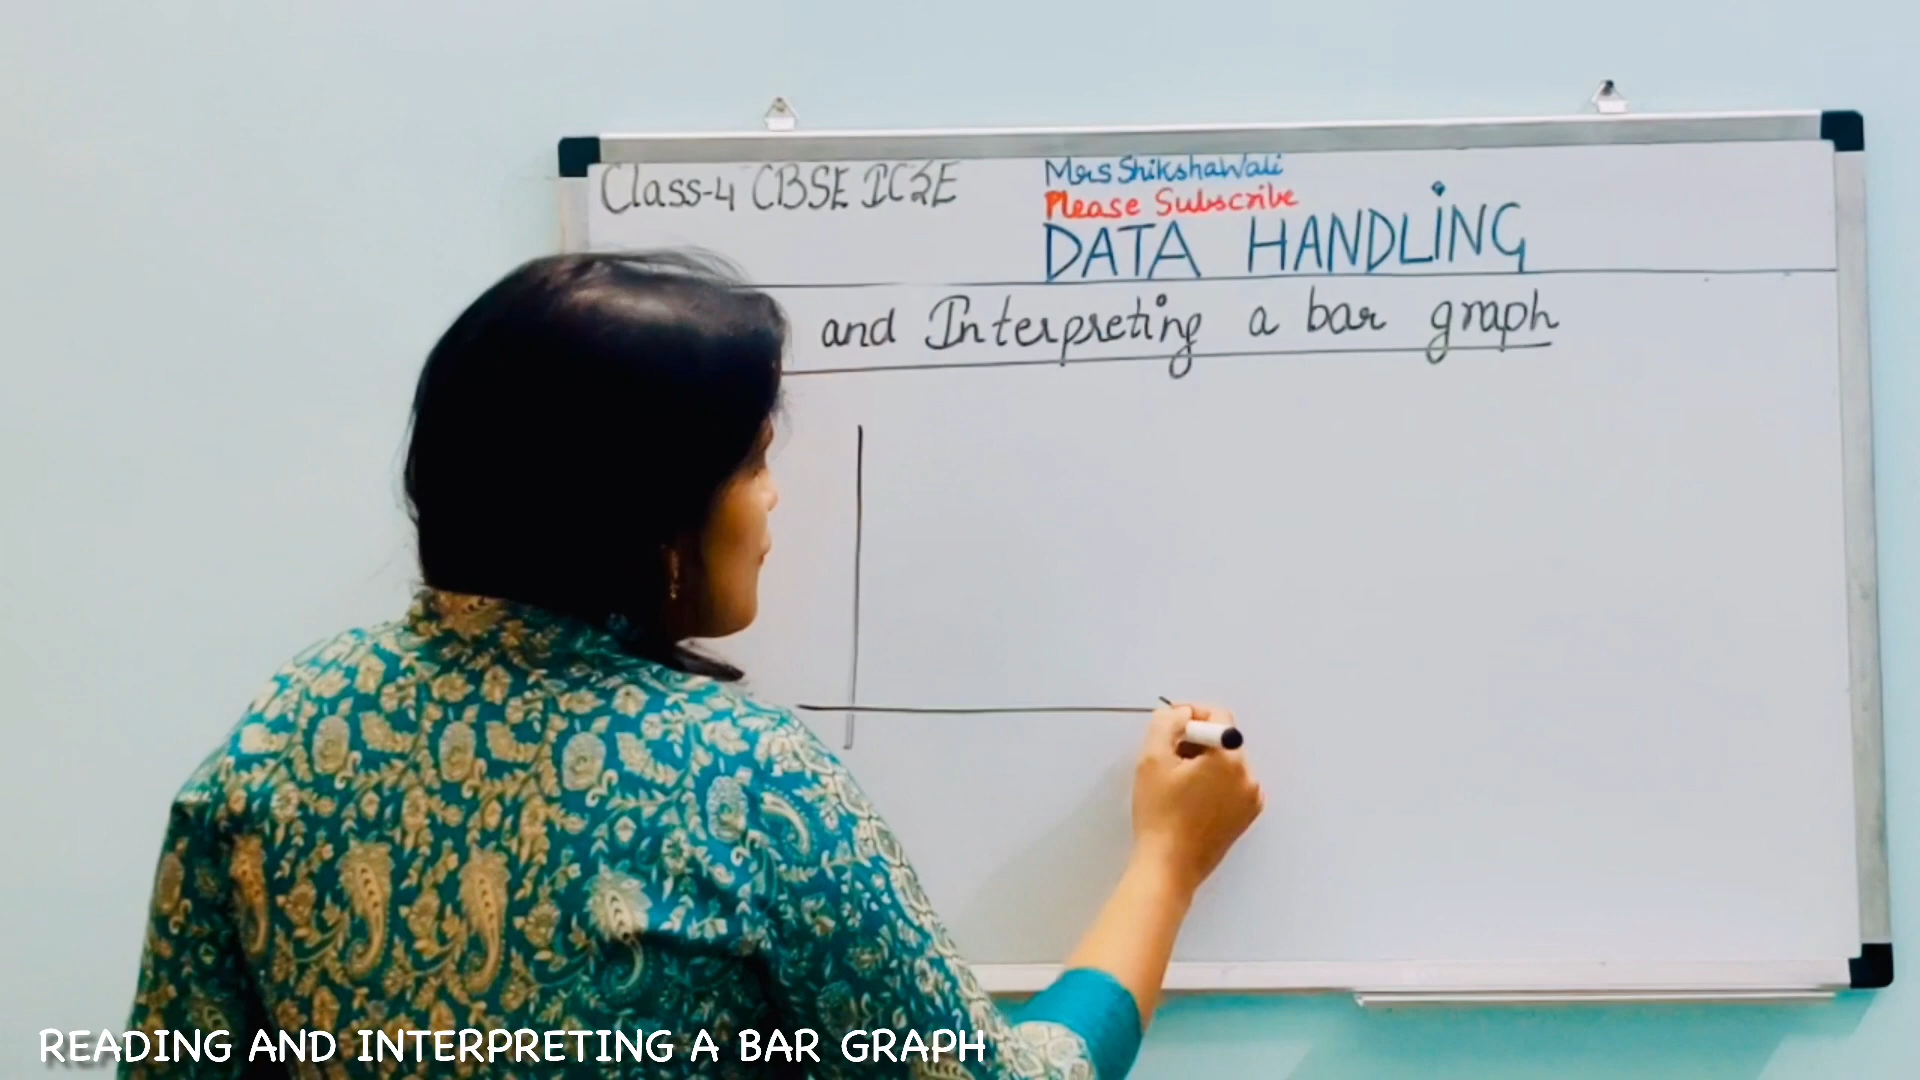 Class-4 CBSE ICSE
Mrs ShikshaWali
Please Subscribe
DATA HANDLING
and Interpreting a bar graph
READING AND INTERPRETING A BAR GRAPH